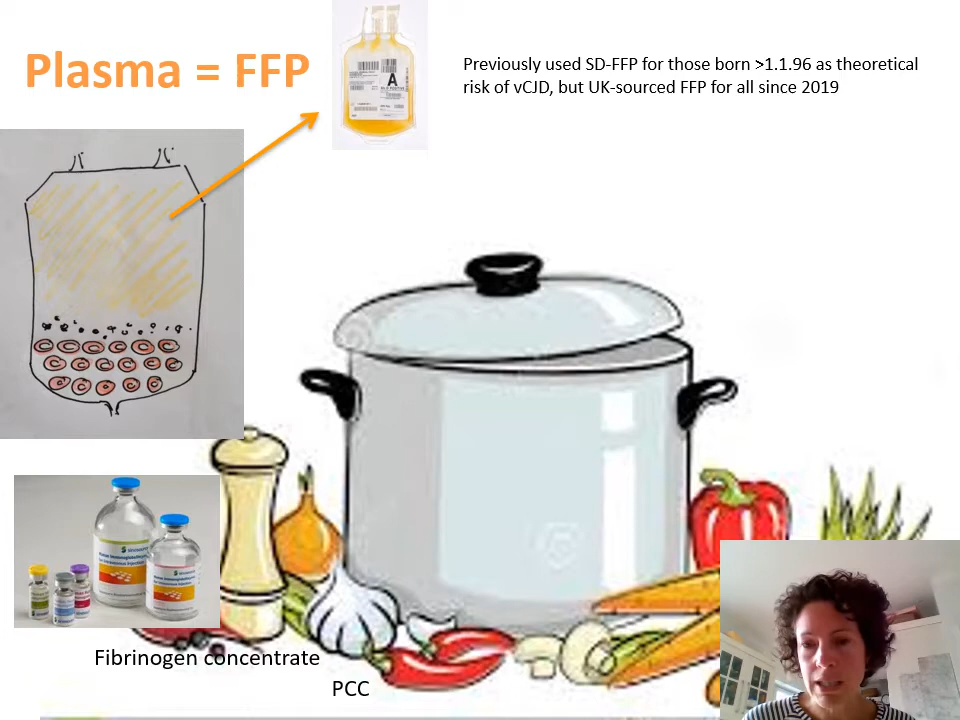 Plasma = FFP
Previously used SD-FFP for those born >1.1.96 as theoretical
risk of vCJD, but UK-sourced FFP for all since 2019
A
Fibrinogen concentrate
PCC